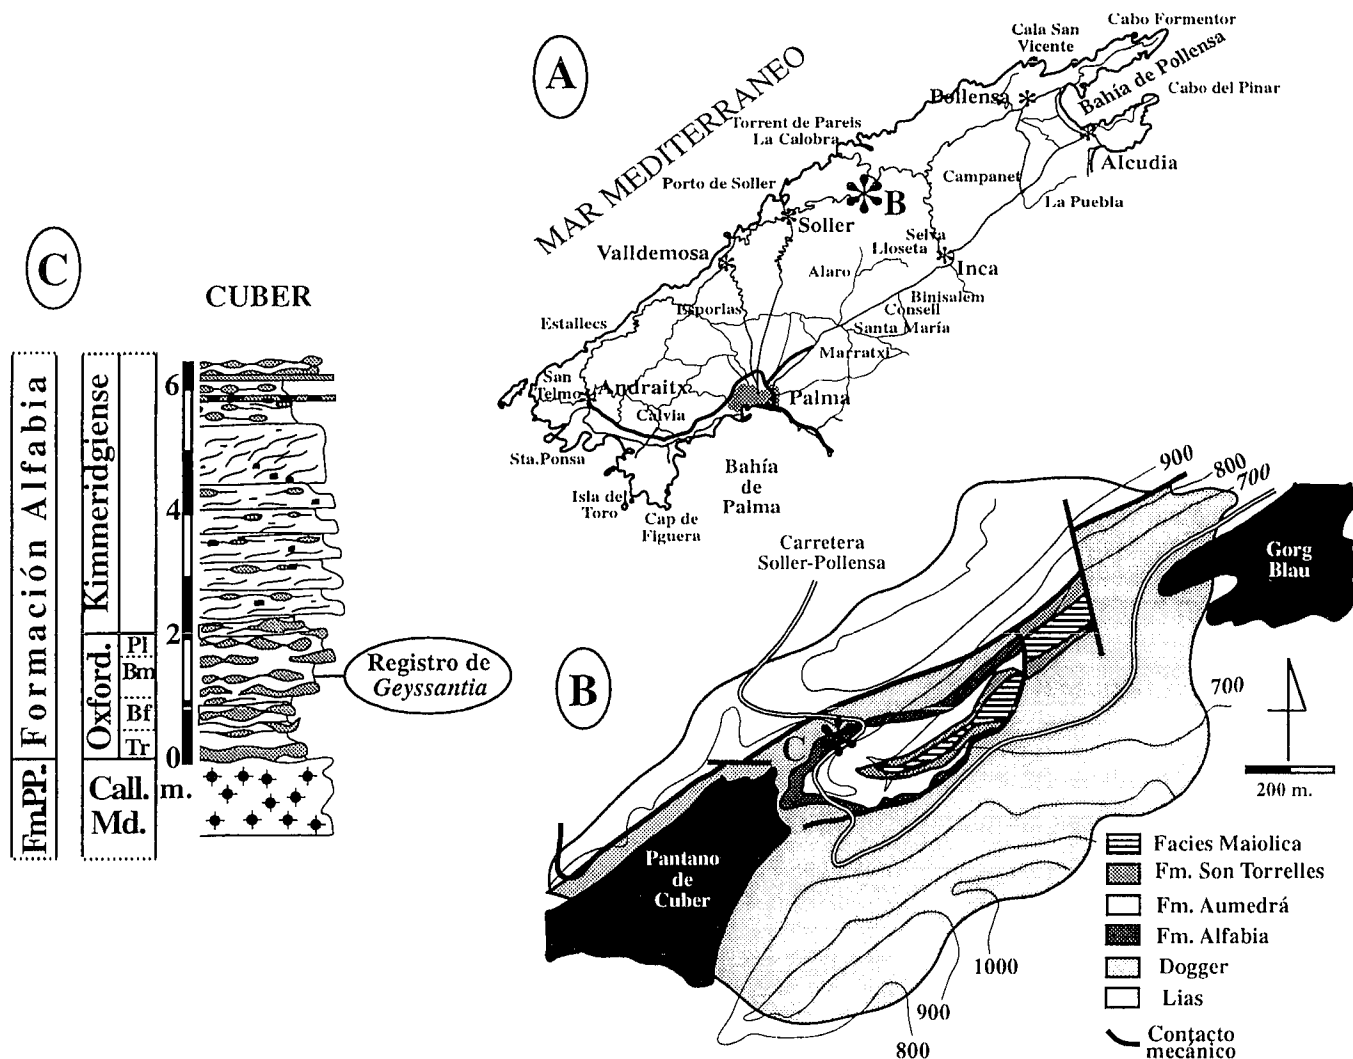 A
MAR MEDITERRANEO
Cabo Formentor
Cala San
Vicente
Bahía de Pollensa
Cabo del Pinar
Pollensa
Torrent de Pareis
La Calobra
Alcudia
Campanet
La Puebla
Porto de Soller
B
Soller
Selva
Lloseta
Valldemosa
Inca
Alaro
Binisalem
Consell
Esporlas
Santa María
Estallecs
Marratxi
San
Telmo
Andraitx
Palma
Calvia
Sta.Ponsa
Bahía
de
Palma
Isla del
Toro
Cap de
Figuera
C
CUBER
Formación Alfabia
Fm.P.P.
Kimmeridgiense
Oxford.
Pl
Bm
Bf
Tr
Call.
Md.
6
4
2
0
m.
Registro de
Geyssantia
B
Carretera
Soller-Pollensa
900
800
700
Gorg
Blau
700
C
Pantano
de
Cuber
1000
900
800
200 m.
Facies Maiolica
Fm. Son Torrelles
Fm. Aumedrá
Fm. Alfabia
Dogger
Lias
Contacto
mecánico